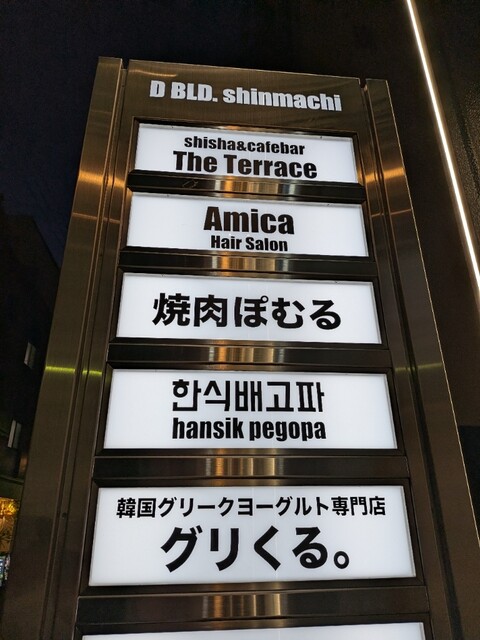 D BLD. shinmachi
shisha&cafebar
The Terrace
Amica
Hair Salon
焼肉ぽむる
한식배고파
hansik pegopa
韓国グリークヨーグルト専門店
グリくる。